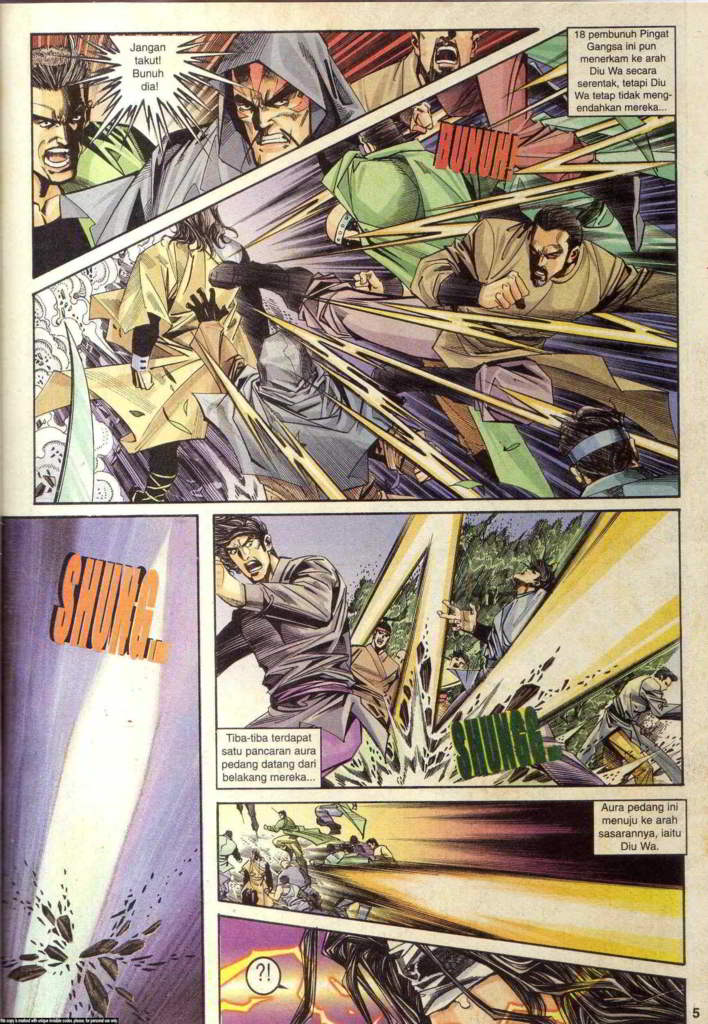 Jangan
takut!
Bunuh
dia!
18 pembunuh Pingat
Gangsa ini pun
menerkam ke arah
Diu Wa secara
serentak, tetapi Diu
Wa tetap tidak meng-
endahkan mereka...
BUNUH!
SHUNG...
Tiba-tiba terdapat
satu pancaran aura
pedang datang dari
belakang mereka...
SHUNGG...
Aura pedang ini
menuju ke arah
sasarannya, iaitu
Diu Wa.
?!
5